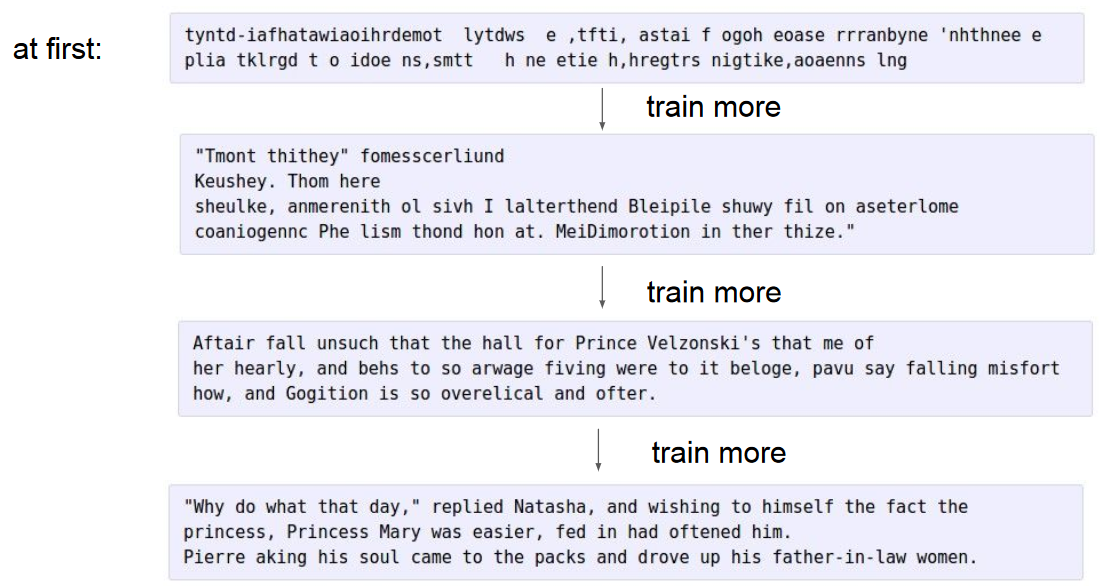 at first:
tyntd-iafhatawiaoihrdemot  lytdws  e ,tfti, astai f ogoh eoase rrranbyne 'nhthnee e
plia tklrgd t o idoe ns,smtt   h ne etie h,hregtrs nigtike,aoaenns lng
train more
"Tmont thithey" fomesscerliund
Keushey. Thom here
sheulke, anmerenith ol sivh I lalterthend Bleipile shuwy fil on aseterlome
coaniogennc Phe lism thond hon at. MeiDimorotion in ther thize."
train more
Aftair fall unsuch that the hall for Prince Velzonski's that me of
her hearly, and behs to so arwage fiving were to it beloge, pavu say falling misfort
how, and Gogition is so overelical and ofter.
train more
"Why do what that day," replied Natasha, and wishing to himself the fact the
princess, Princess Mary was easier, fed in had oftened him.
Pierre aking his soul came to the packs and drove up his father-in-law women.